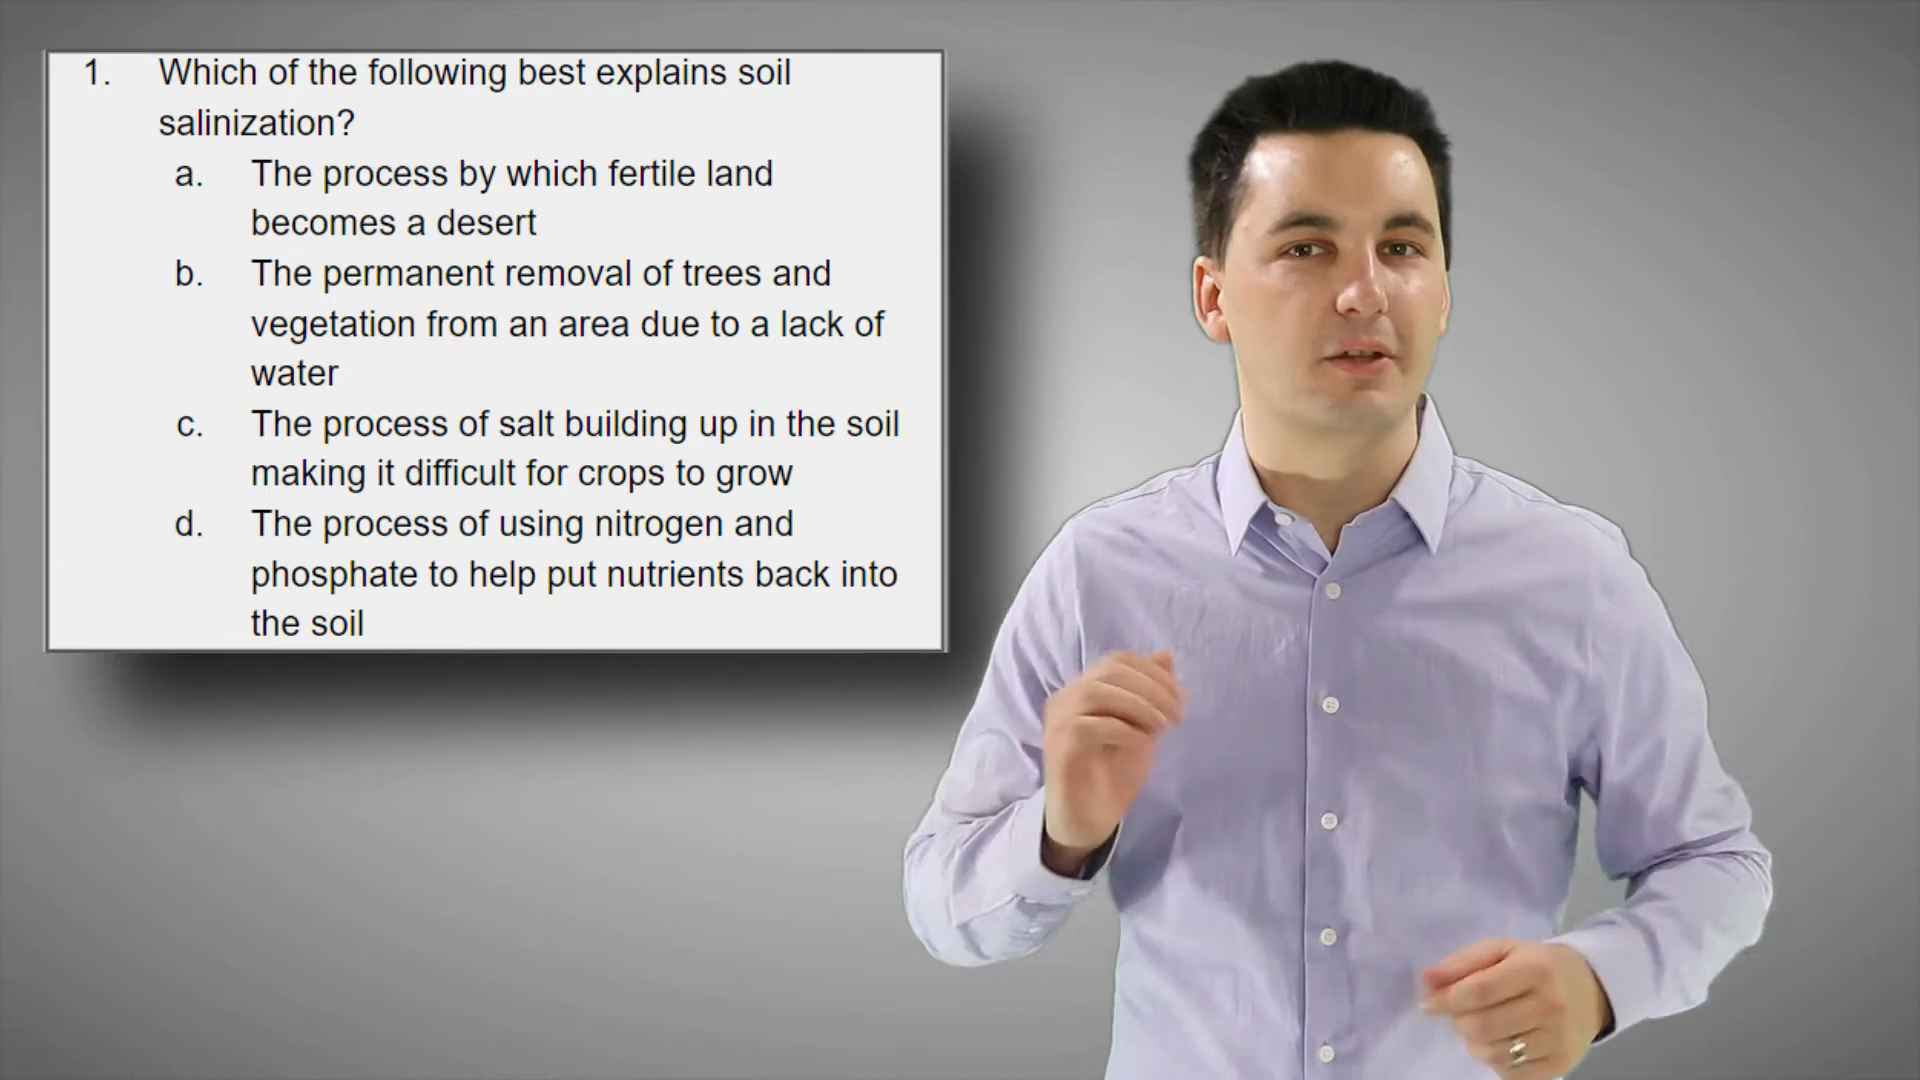 1. Which of the following best explains soil
salinization?
a. The process by which fertile land
becomes a desert
b. The permanent removal of trees and
vegetation from an area due to a lack of
water
c. The process of salt building up in the soil
making it difficult for crops to grow
d. The process of using nitrogen and
phosphate to help put nutrients back into
the soil